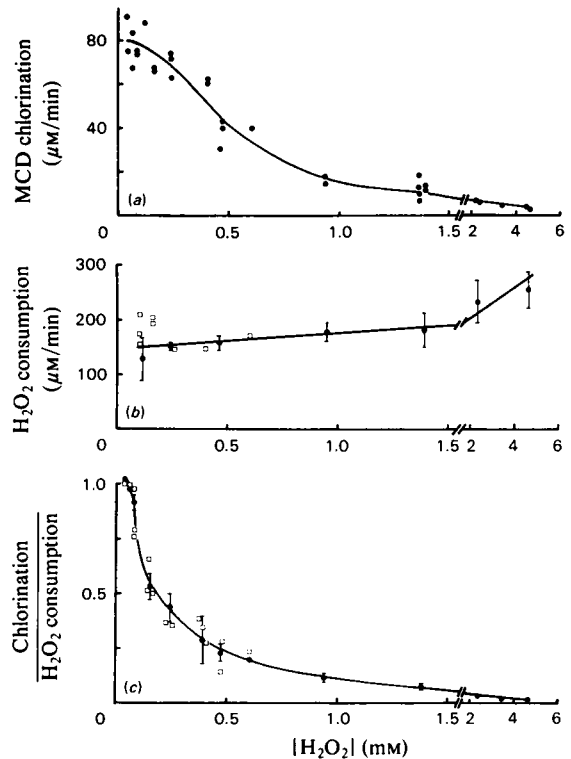 80
40
0
MCD chlorination
(µM/min)
(a)
0.5
1.0
1.5
2
4
6
300
200
100
0
H₂O₂ consumption
(µM/min)
(b)
0.5
1.0
1.5
2
4
6
1.0
0.5
0
Chlorination
H₂O₂ consumption
(c)
0.5
1.0
1.5
2
4
6
[H₂O₂] (mM)